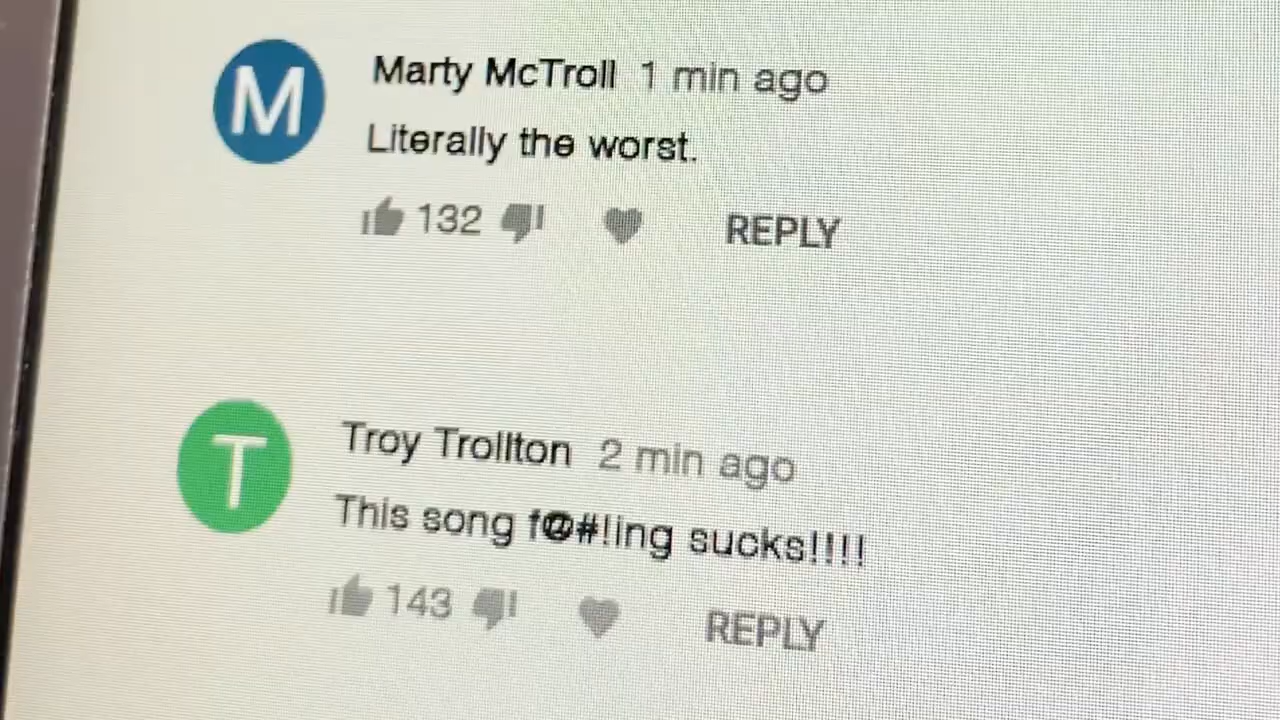 M
Marty McTroll 1 min ago
Literally the worst.
132
REPLY
T
Troy Trollton 2 min ago
This song f@#!ing sucks!!!!
143
REPLY